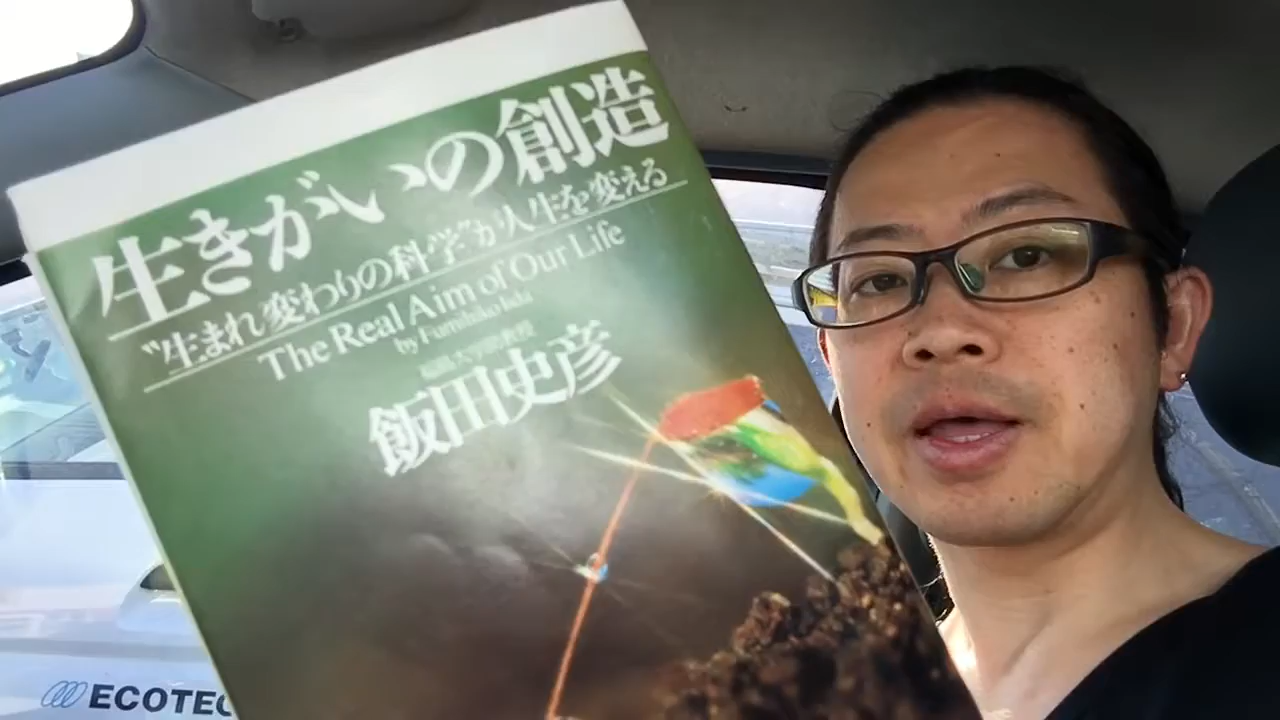 生きがいの創造
“生まれ変わりの科学”が人生を変える
The Real Aim of Our Life
by Fumihiko Iida
飯田史彦
ECOTEC